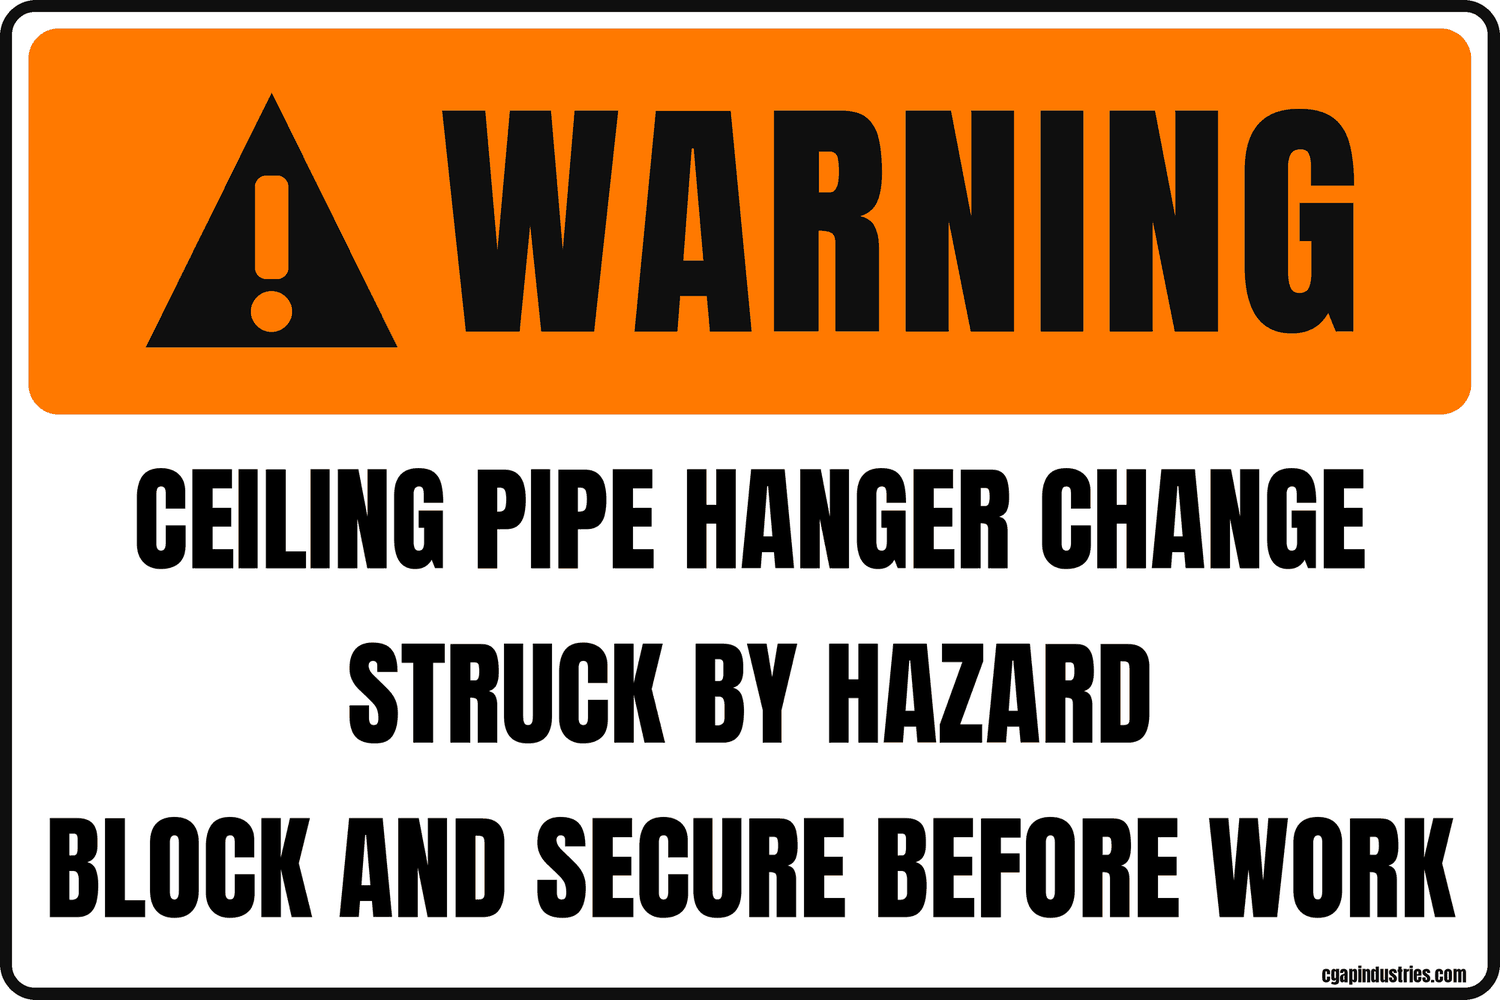 WARNING
CEILING PIPE HANGER CHANGE
STRUCK BY HAZARD
BLOCK AND SECURE BEFORE WORK
cgapindustries.com